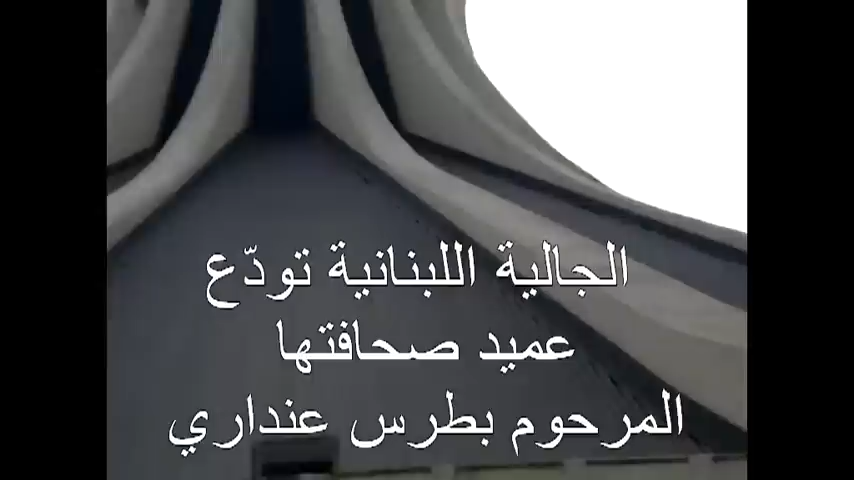 الجالية اللبنانية تودّع
عميد صحافتها
المرحوم بطرس عنداري